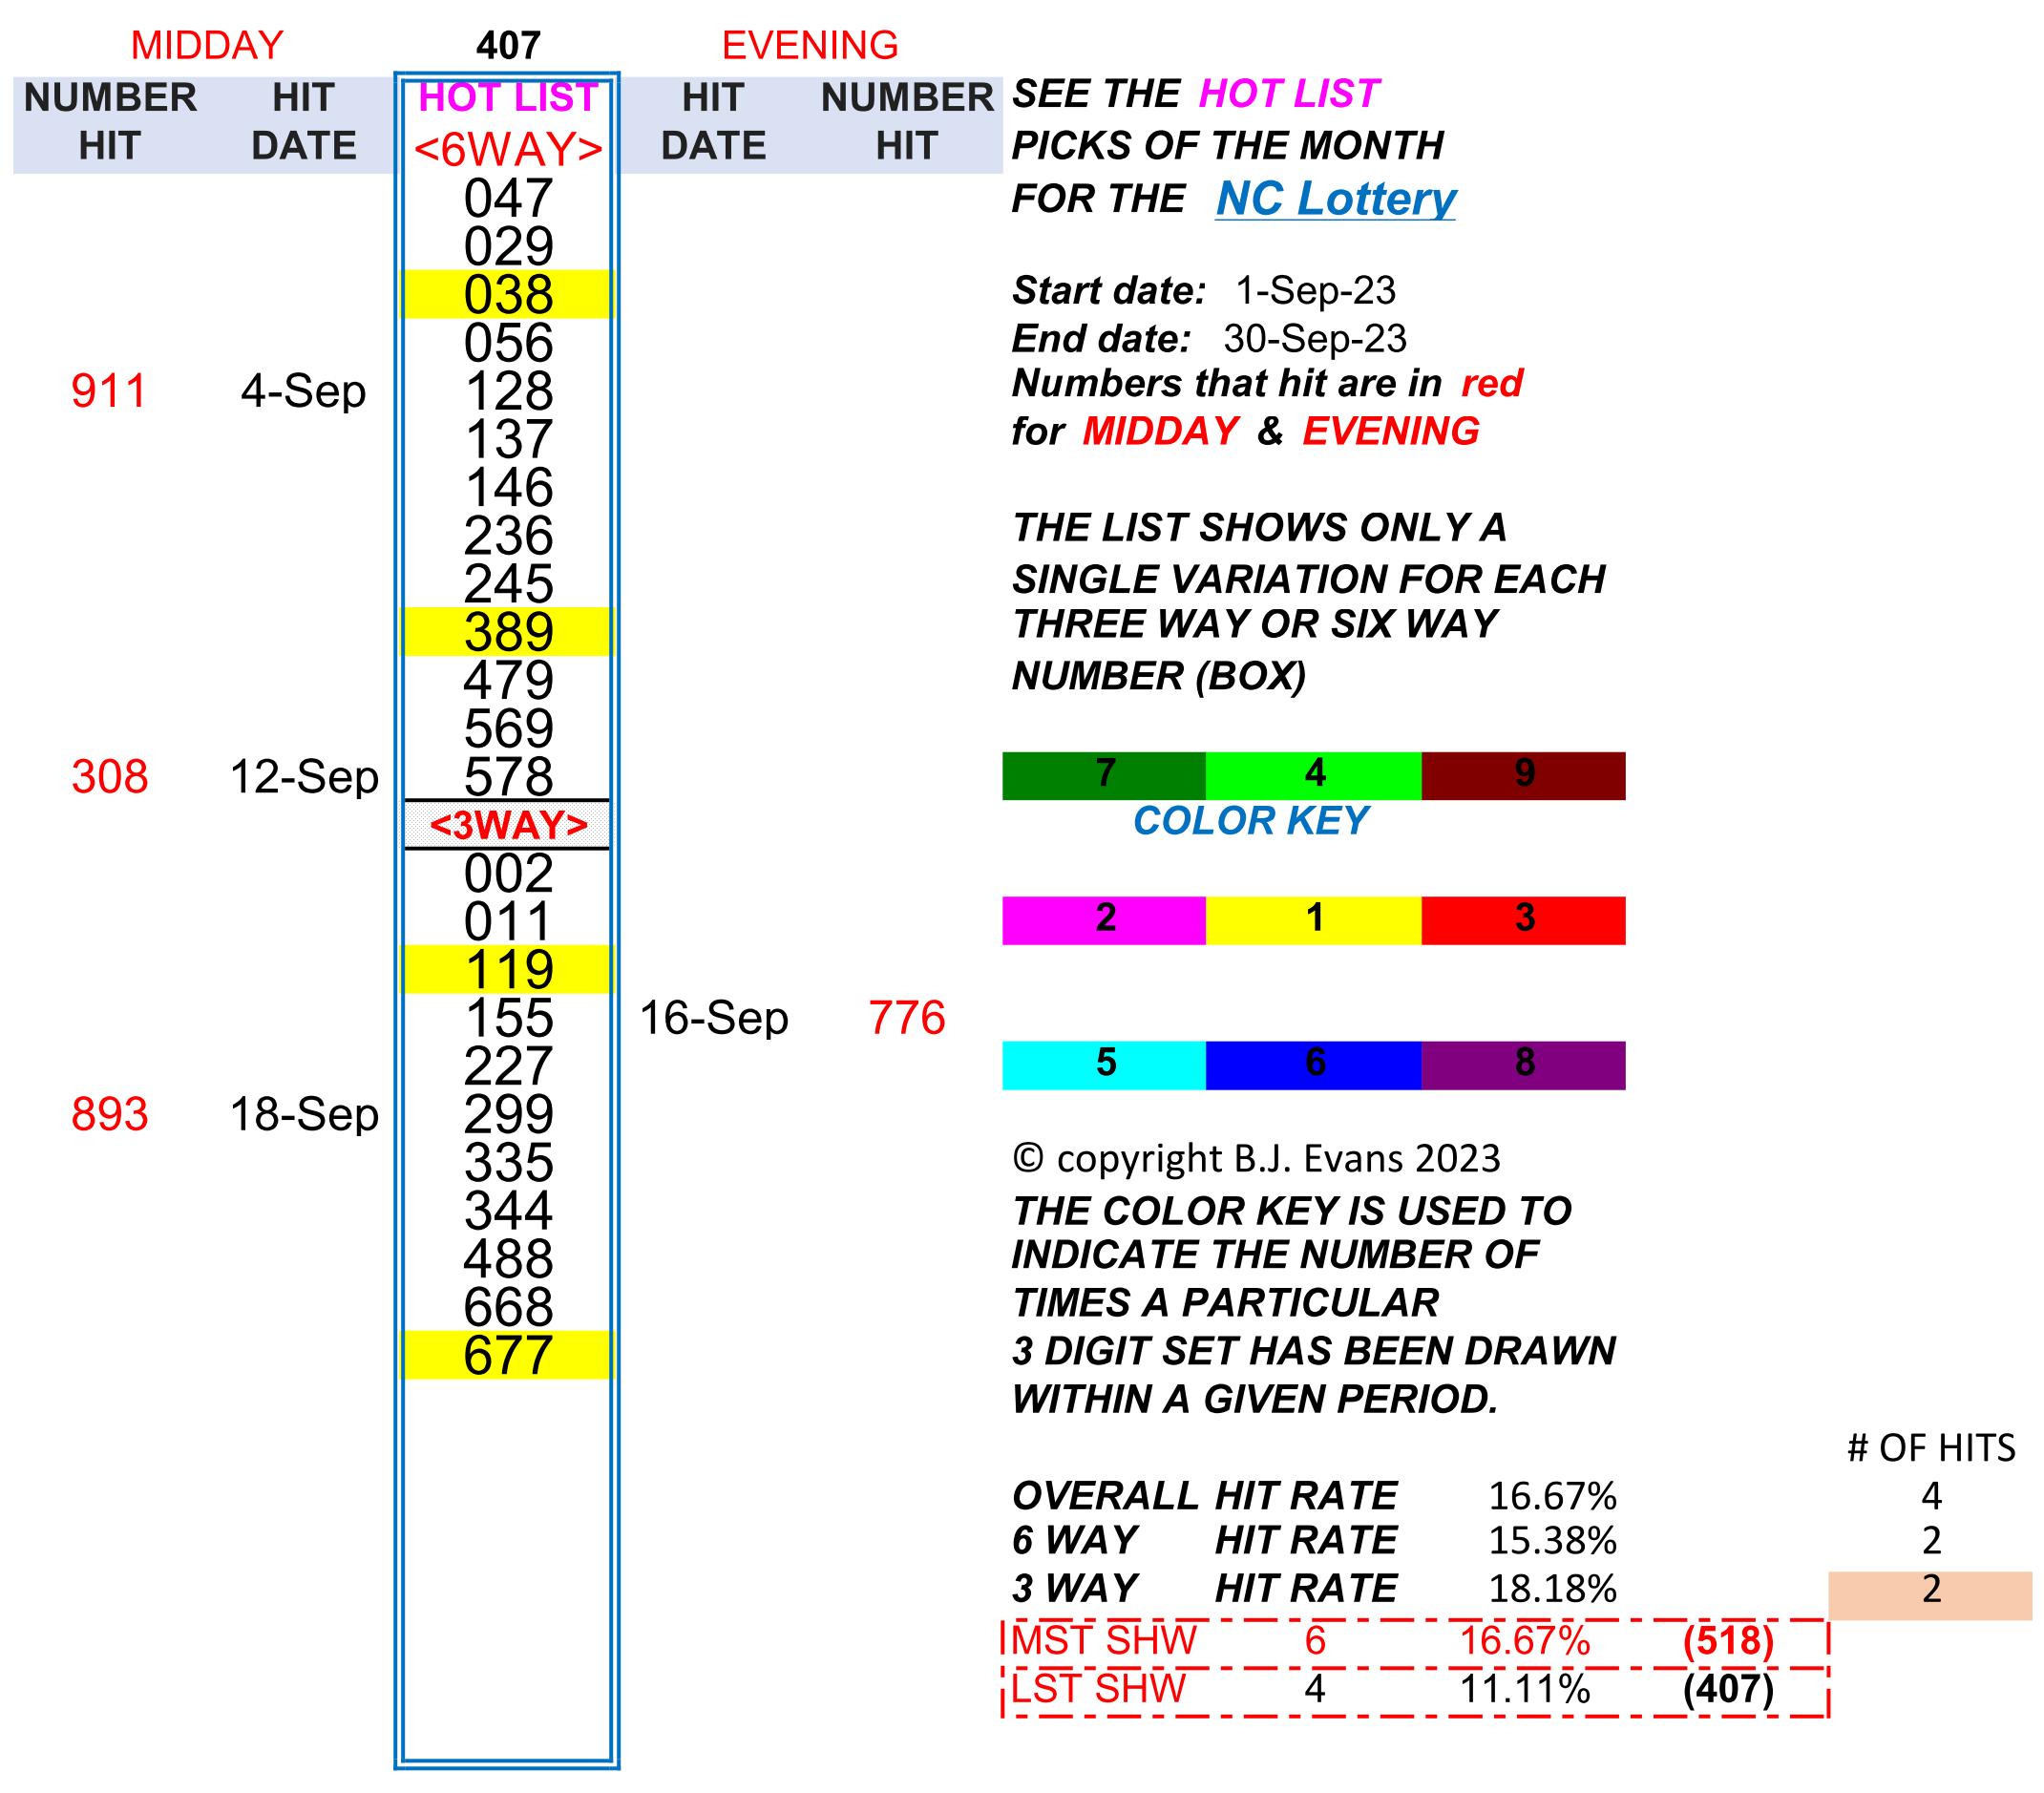 MIDDAY 407 EVENING
NUMBER HIT HOT LIST HIT NUMBER
HIT DATE <6WAY> DATE HIT
047
029
038
056
911 4-Sep 128
137
146
236
245
389
479
569
308 12-Sep 578
<3WAY>
002
011
119
155 16-Sep 776
227
893 18-Sep 299
335
344
488
668
677
SEE THE HOT LIST
PICKS OF THE MONTH
FOR THE NC Lottery
Start date: 1-Sep-23
End date: 30-Sep-23
Numbers that hit are in red
for MIDDAY & EVENING
THE LIST SHOWS ONLY A
SINGLE VARIATION FOR EACH
THREE WAY OR SIX WAY
NUMBER (BOX)
7 4 9
COLOR KEY
2 1 3
5 6 8
© copyright B.J. Evans 2023
THE COLOR KEY IS USED TO
INDICATE THE NUMBER OF
TIMES A PARTICULAR
3 DIGIT SET HAS BEEN DRAWN
WITHIN A GIVEN PERIOD.
# OF HITS
OVERALL HIT RATE 16.67% 4
6 WAY HIT RATE 15.38% 2
3 WAY HIT RATE 18.18% 2
MST SHW 6 16.67% (518)
LST SHW 4 11.11% (407)